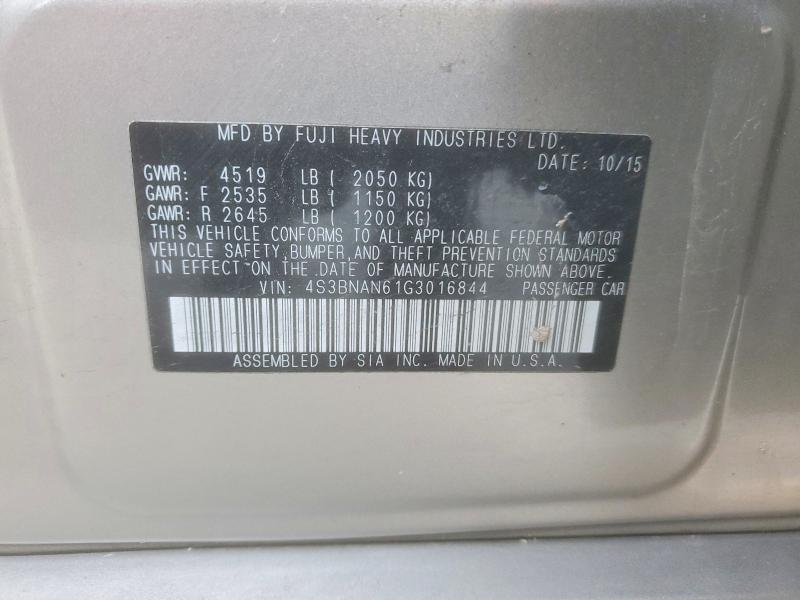 MFD BY FUJI HEAVY INDUSTRIES LTD.
DATE: 10/15
GVWR: 4519 LB ( 2050 KG)
GAWR: F 2535 LB ( 1150 KG)
GAWR: R 2645 LB ( 1200 KG)
THIS VEHICLE CONFORMS TO ALL APPLICABLE FEDERAL MOTOR
VEHICLE SAFETY, BUMPER, AND THEFT PREVENTION STANDARDS
IN EFFECT ON THE DATE OF MANUFACTURE SHOWN ABOVE.
VIN: 4S3BNAN61G3016844 PASSENGER CAR
ASSEMBLED BY SIA INC. MADE IN U.S.A.